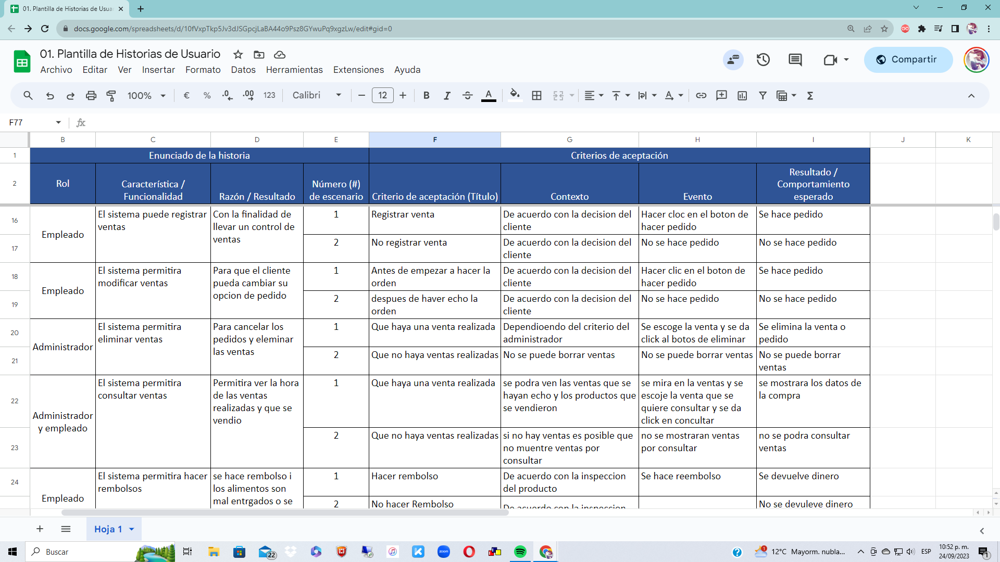 01. Plantilla de Historias de Usua
docs.google.com/spreadsheets/d/10fVxpTkp5Jv3dJSGpcjLaBA44o9Psz8GYwuPq9xgzLw/edit#gid=0
01. Plantilla de Historias de Usuario
Archivo Editar Ver Insertar Formato Datos Herramientas Extensiones Ayuda
Compartir
100% € % .0 .00 123 Calibri 12 B I S A
F77 fx
B C D E F G H I J K
1 Enunciado de la historia Criterios de aceptación
2 Rol Característica / Funcionalidad Razón / Resultado Número (#) de escenario Criterio de aceptación (Título) Contexto Evento Resultado / Comportamiento esperado
16 Empleado El sistema puede registrar ventas Con la finalidad de llevar un control de ventas 1 Registrar venta De acuerdo con la decision del cliente Hacer cloc en el boton de hacer pedido Se hace pedido
17 2 No registrar venta De acuerdo con la decision del cliente No se hace pedido No se hace pedido
18 Empleado El sistema permitira modificar ventas Para que el cliente pueda cambiar su opcion de pedido 1 Antes de empezar a hacer la orden De acuerdo con la decision del cliente Hacer clic en el boton de hacer pedido Se hace pedido
19 2 despues de haver echo la orden De acuerdo con la decision del cliente No se hace pedido No se hace pedido
20 Administrador El sistema permitira eliminar ventas Para cancelar los pedidos y eleminar las ventas 1 Que haya una venta realizada Dependioendo del criterio del administrador Se escoge la venta y se da click al botos de eliminar Se elimina la venta o pedido
21 2 Que no haya ventas realizadas No se puede borrar ventas No se puede borrar ventas No se puede borrar ventas
22 Administrador y empleado El sistema permitira consultar ventas Permitira ver la hora de las ventas realizadas y que se vendio 1 Que haya una venta realizada se podra ven las ventas que se hayan echo y los productos que se vendieron se mira en la ventas y se escoje la venta que se quiere consultar y se da click en concultar se mostrara los datos de la compra
23 2 Que no haya ventas realizadas si no hay ventas es posible que no muentre ventas por consultar no se mostraran ventas por consultar no se podra consultar ventas
24 Empleado El sistema permitira hacer rembolsos se hace rembolso i los alimentos son mal entrgados o se 1 Hacer rembolso De acuerdo con la inspeccion del producto Se hace reembolso Se devuelve dinero
2 No hacer Rembolso De acuerdo con la inspeccion No se devuleve dinero
Hoja 1
Buscar 22 zoom 1 12°C Mayorm. nubla... ESP 10:52 p. m.
24/09/2023 1